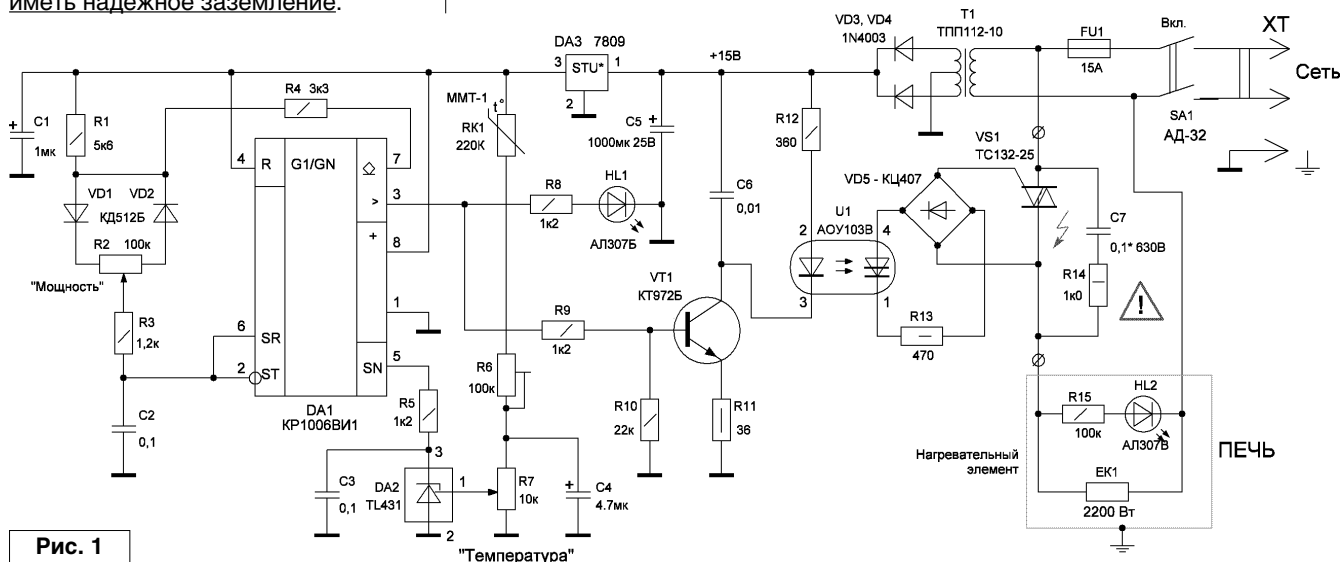 иметь надежное заземление.
VD3, VD4
1N4003
T1
ТПП112-10
FU1
15А
Вкл.
XT
Сеть
SA1
АД-32
DA3 7809
3
STU*
1
2
+15В
R4 3к3
ММТ-1
t°
RK1
220К
C5
1000мк 25В
R12
360
VS1
ТС132-25
C1
1мк
R1
5к6
4
R
G1/GN
7
3
>
+
8
1
VD1
VD2
КД512Б
R2
100к
"Мощность"
R8
1к2
HL1
АЛ307Б
C6
0,01
VD5 - КЦ407
U1
АОУ103В
2
4
3
1
C7
0,1* 630В
R14
1к0
R13
470
VT1
КТ972Б
R3
1,2к
6
SR
2
ST
SN
5
R9
1к2
C2
0,1
DA1
КР1006ВИ1
R5
1к2
R6
100к
R10
22к
R11
36
R15
100к
HL2
АЛ307В
ПЕЧЬ
Нагревательный
элемент
EK1
2200 Вт
C3
0,1
3
DA2
TL431
1
2
R7
10к
C4
4.7мк
"Температура"
Рис. 1